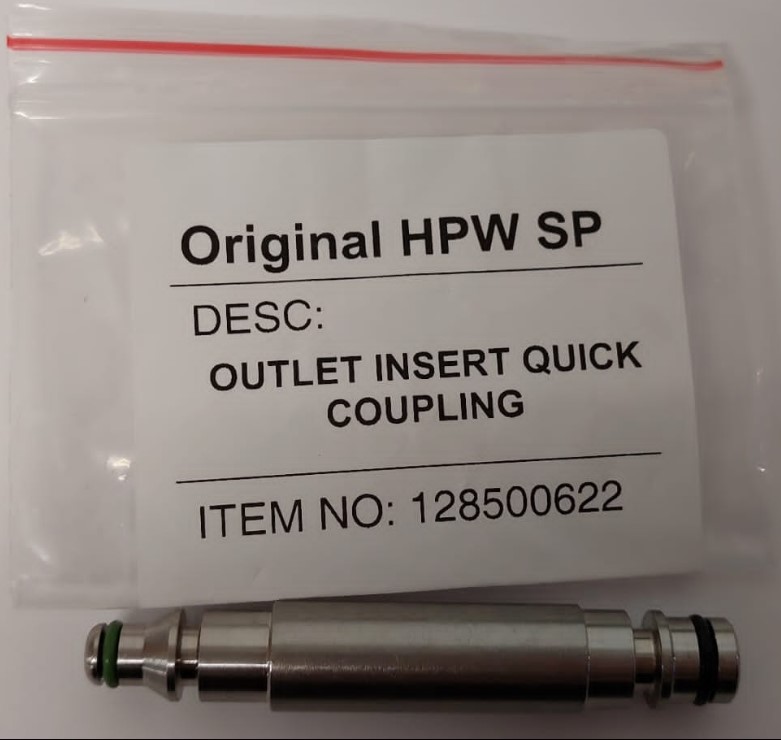 Original HPW SP
DESC:
OUTLET INSERT QUICK
COUPLING
ITEM NO: 128500622